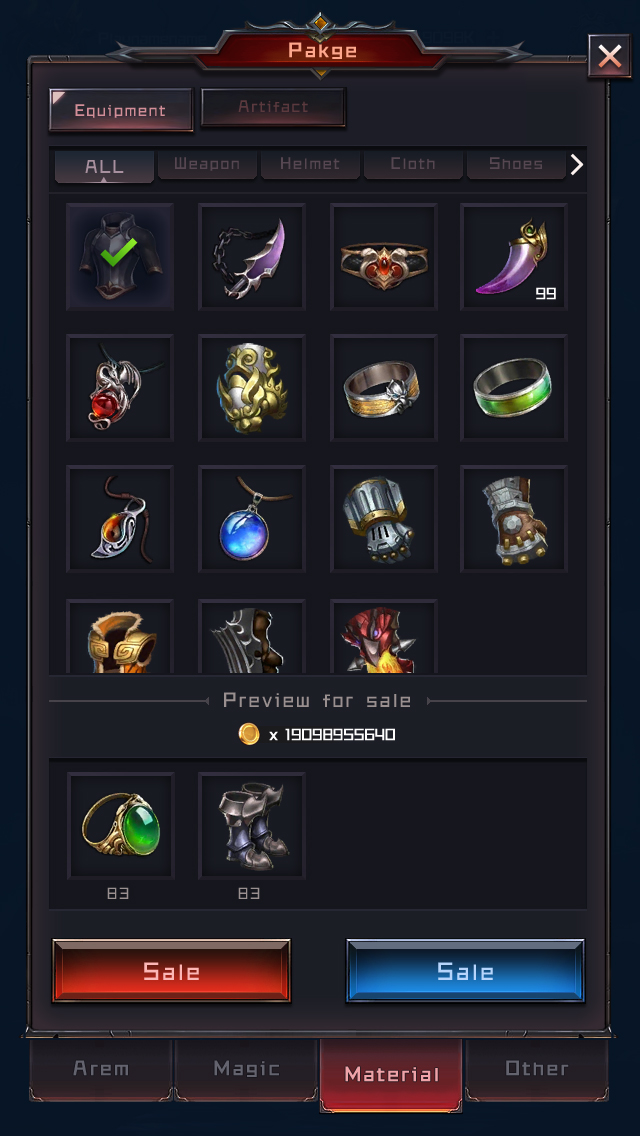 Pakge
Equipment Artifact
ALL Weapon Helmet Cloth Shoes
99
Preview for sale
x 19098955640
83 83
Sale Sale
Arem Magic Material Other